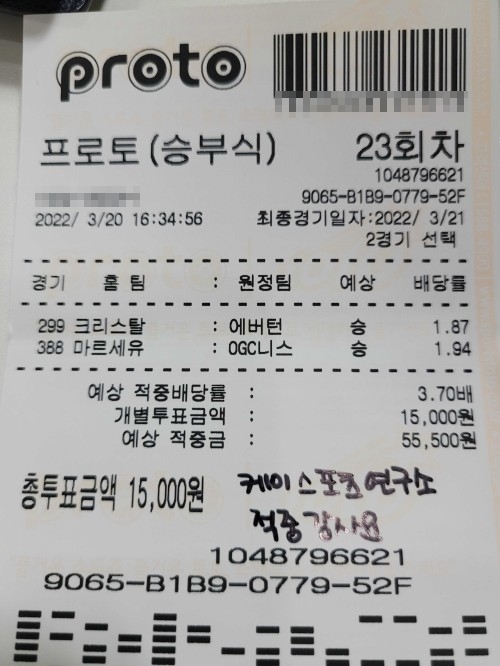 proto
프로토(승부식) 23회차
1048796621
9065-B1B9-0779-52F
2022/ 3/20 16:34:56 최종경기일자:2022/ 3/21
2경기 선택
경기 홈 팀 : 원정팀 예상 배당률
299 크리스탈 : 에버턴 승 1.87
388 마르세유 : OGC니스 승 1.94
예상 적중배당률 : 3.70배
개별투표금액 : 15,000원
예상 적중금 : 55,500원
총투표금액 15,000원
케이스포츠연구소
적중감사용
1048796621
9065-B1B9-0779-52F